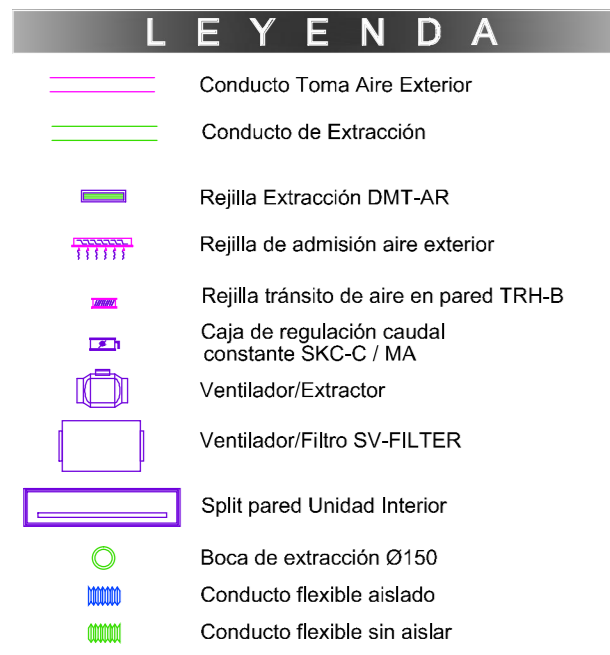 LEYENDA
Conducto Toma Aire Exterior
Conducto de Extracción
Rejilla Extracción DMT-AR
Rejilla de admisión aire exterior
Rejilla tránsito de aire en pared TRH-B
Caja de regulación caudal
constante SKC-C / MA
Ventilador/Extractor
Ventilador/Filtro SV-FILTER
Split pared Unidad Interior
Boca de extracción Ø150
Conducto flexible aislado
Conducto flexible sin aislar